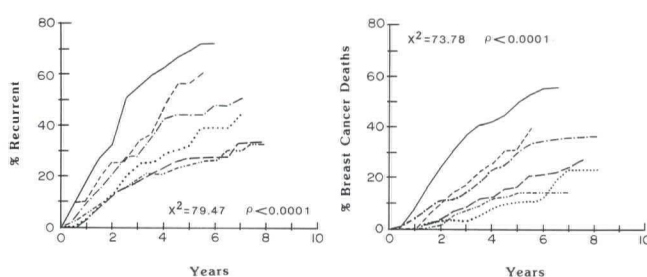 80
60
40
20
0
% Recurrent
X²=79.47 ρ<0.0001
0 2 4 6 8 10
Years
80
60
40
20
0
% Breast Cancer Deaths
X²=73.78 ρ<0.0001
0 2 4 6 8 10
Years